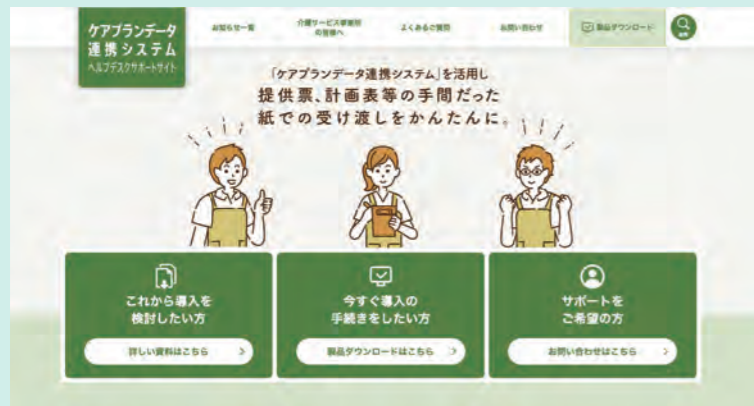 ケアプランデータ
連携システム
ヘルプデスクサポートサイト
お知らせ一覧
介護サービス事業所
の皆様へ
よくあるご質問
お問い合わせ
製品ダウンロード
「ケアプランデータ連携システム」を活用し
提供票、計画表等の手間だった
紙での受け渡しをかんたんに。
これから導入を
検討したい方
詳しい資料はこちら
今すぐ導入の
手続きをしたい方
製品ダウンロードはこちら
サポートを
ご希望の方
お問い合わせはこちら